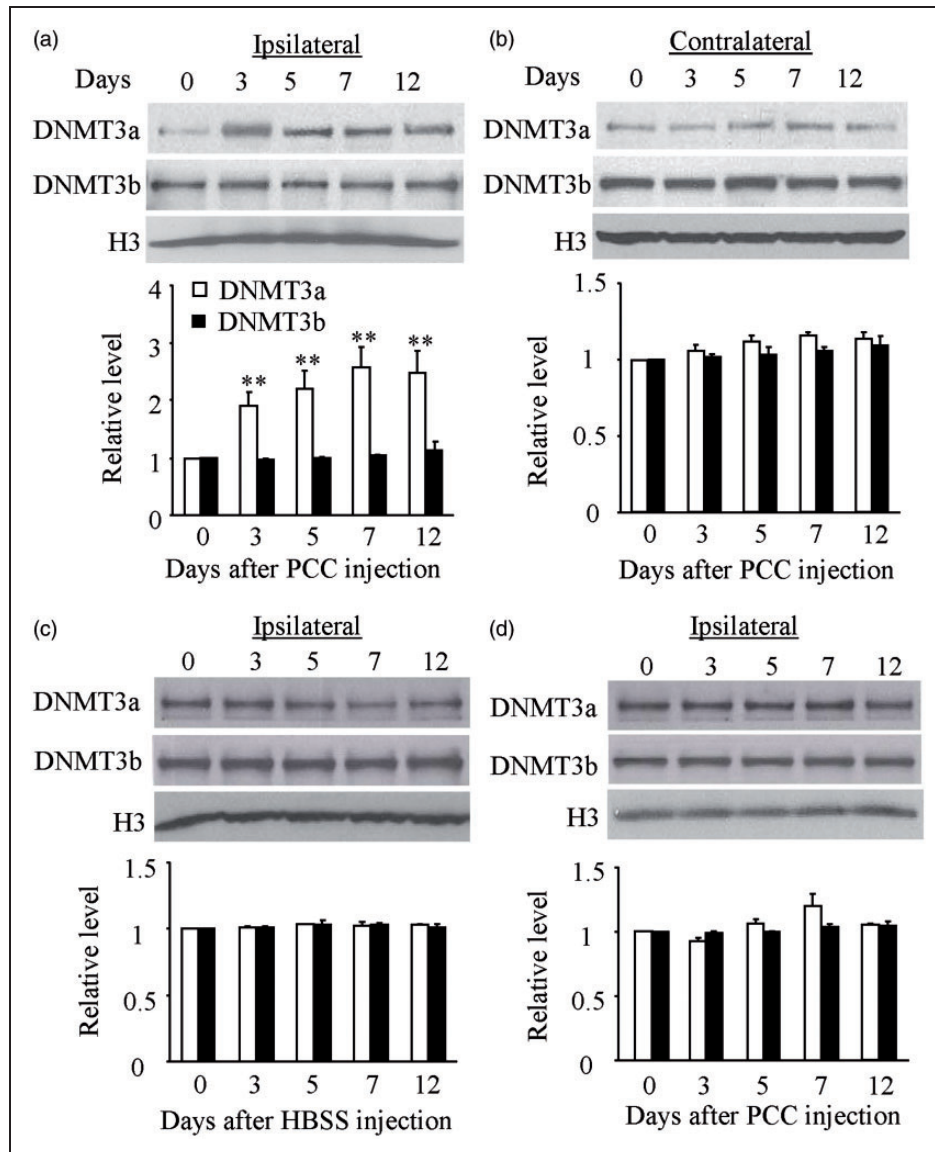 (a)
Ipsilateral
Days 0 3 5 7 12
DNMT3a
DNMT3b
H3
4
3
2
1
0
Relative level
DNMT3a
DNMT3b
** ** ** **
0 3 5 7 12
Days after PCC injection
(b)
Contralateral
Days 0 3 5 7 12
DNMT3a
DNMT3b
H3
1.5
1
0.5
0
Relative level
0 3 5 7 12
Days after PCC injection
(c)
Ipsilateral
0 3 5 7 12
DNMT3a
DNMT3b
H3
1.5
1
0.5
0
Relative level
0 3 5 7 12
Days after HBSS injection
(d)
Ipsilateral
0 3 5 7 12
DNMT3a
DNMT3b
H3
1.5
1
0.5
0
Relative level
0 3 5 7 12
Days after PCC injection